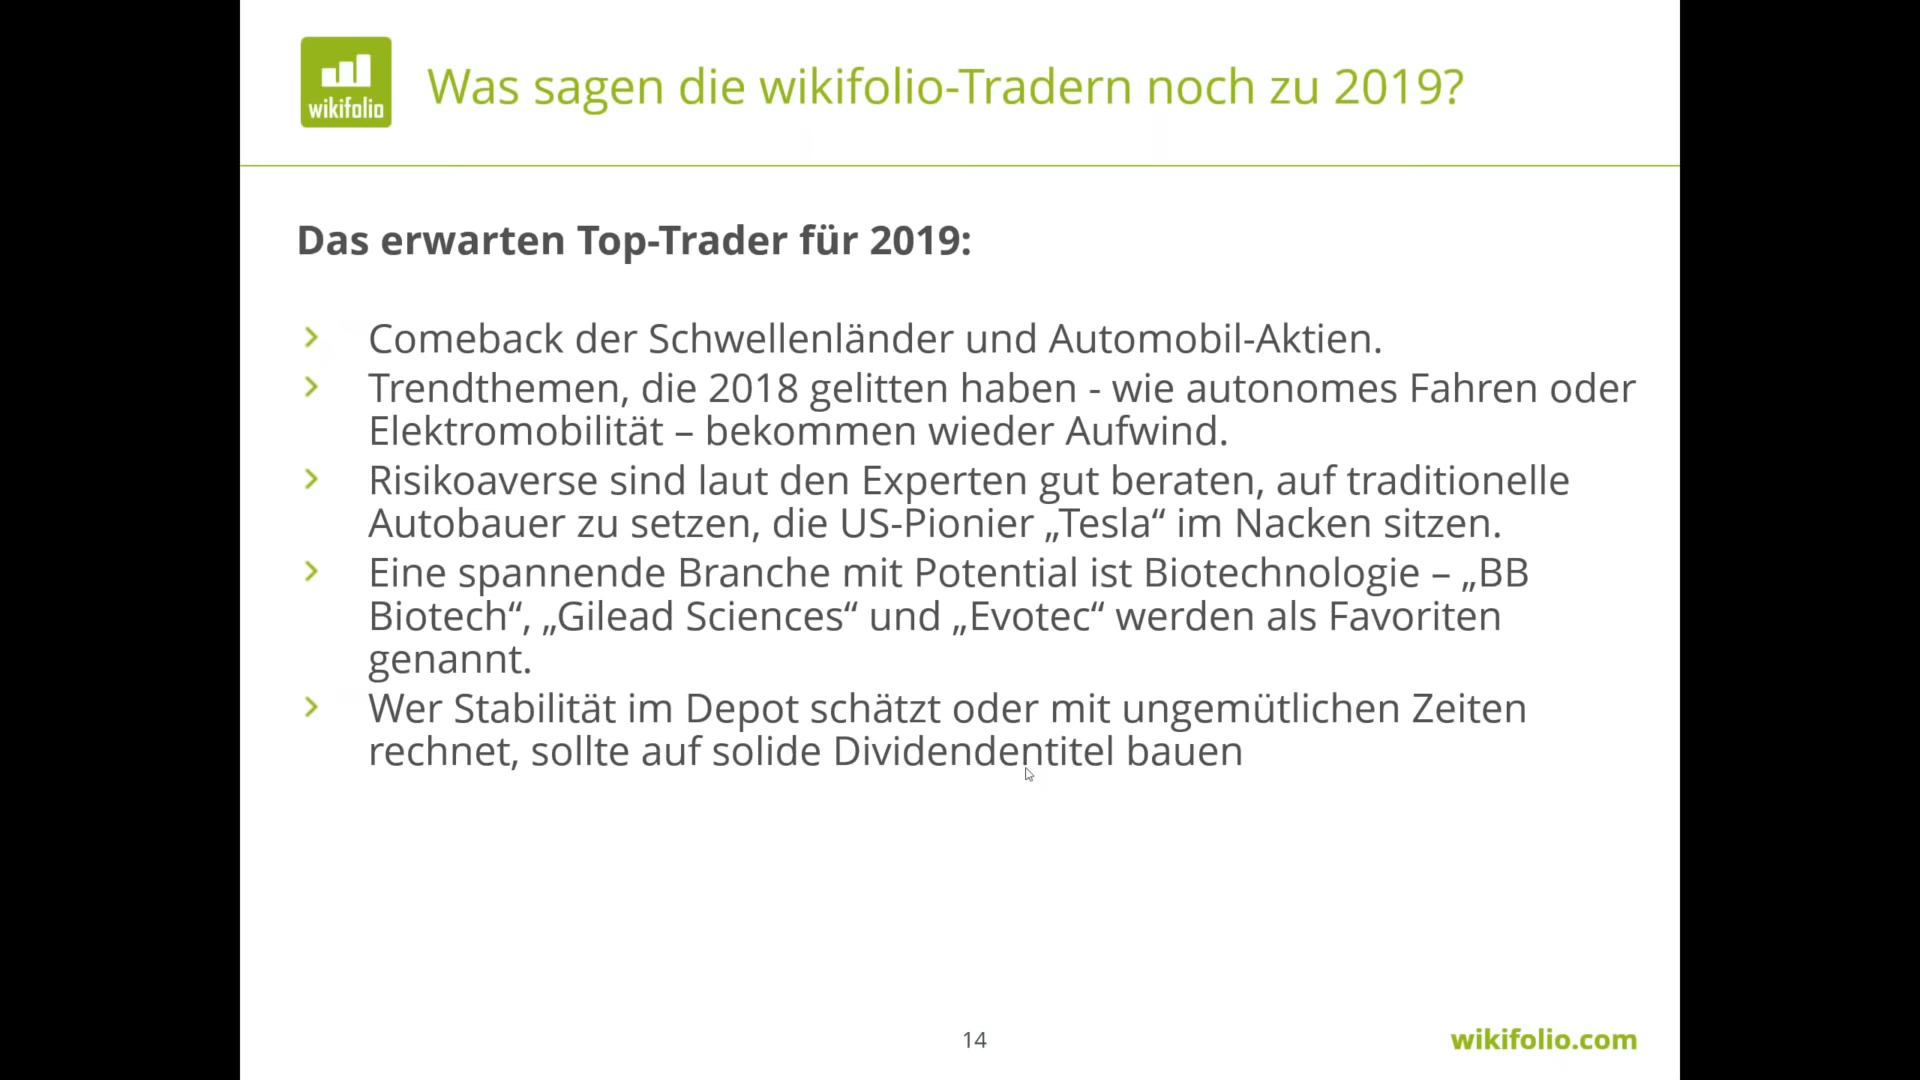 wikifolio
Was sagen die wikifolio-Tradern noch zu 2019?
Das erwarten Top-Trader für 2019:
Comeback der Schwellenländer und Automobil-Aktien.
Trendthemen, die 2018 gelitten haben - wie autonomes Fahren oder
Elektromobilität – bekommen wieder Aufwind.
Risikoaverse sind laut den Experten gut beraten, auf traditionelle
Autobauer zu setzen, die US-Pionier „Tesla“ im Nacken sitzen.
Eine spannende Branche mit Potential ist Biotechnologie – „BB
Biotech“, „Gilead Sciences“ und „Evotec“ werden als Favoriten
genannt.
Wer Stabilität im Depot schätzt oder mit ungemütlichen Zeiten
rechnet, sollte auf solide Dividendentitel bauen
14
wikifolio.com